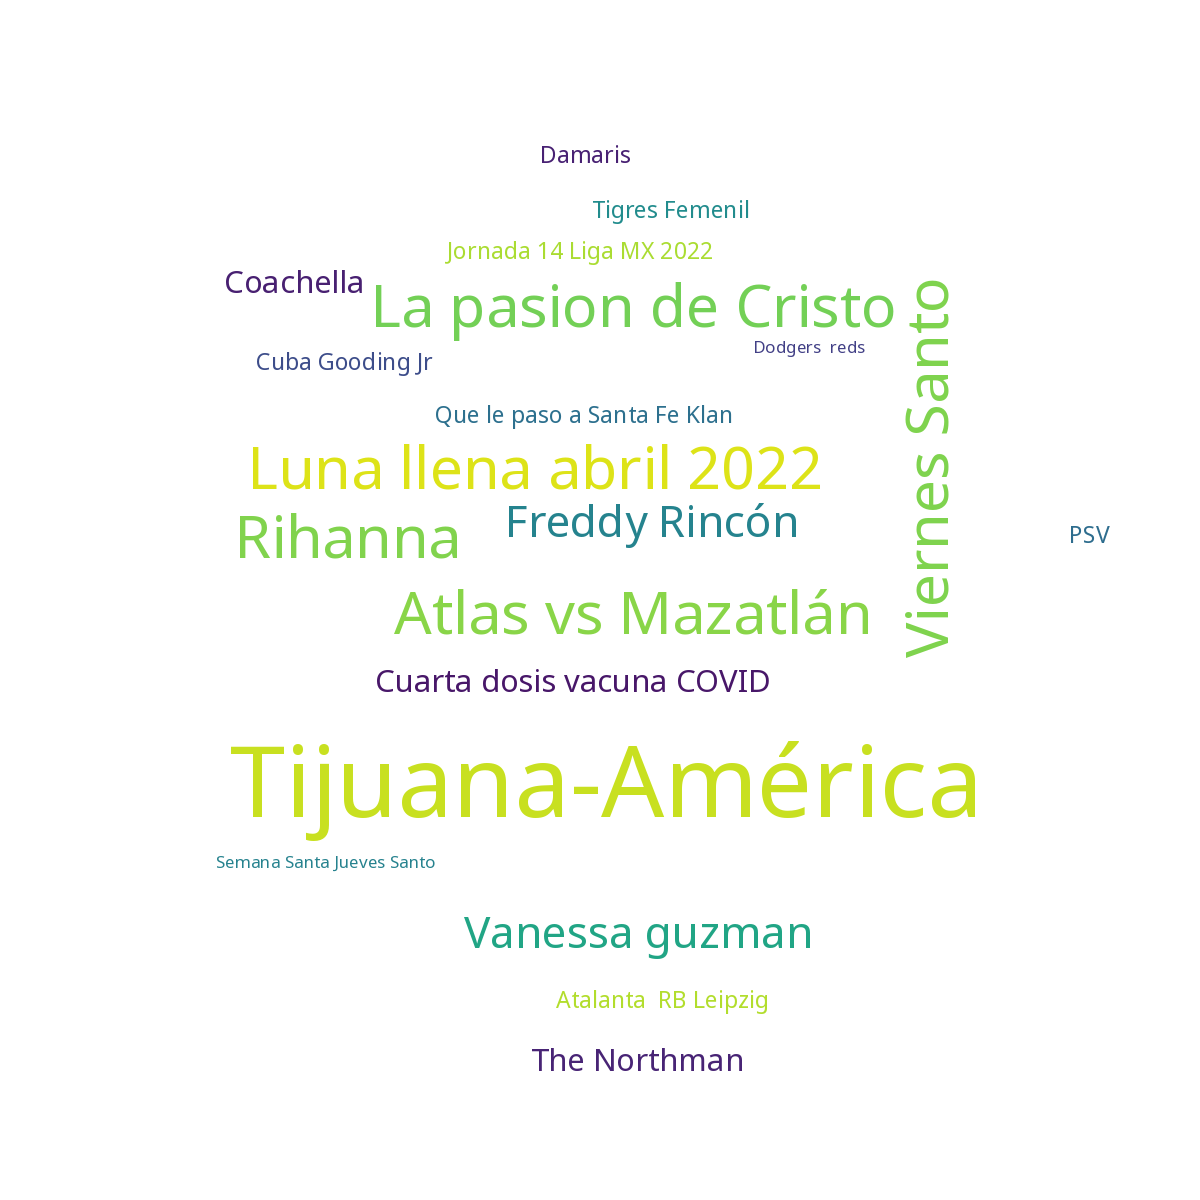 Damaris
Tigres Femenil
Jornada 14 Liga MX 2022
Coachella
La pasion de Cristo
Viernes Santo
Dodgers reds
Cuba Gooding Jr
Que le paso a Santa Fe Klan
Luna llena abril 2022
Freddy Rincón
Rihanna
PSV
Atlas vs Mazatlán
Cuarta dosis vacuna COVID
Tijuana-América
Semana Santa Jueves Santo
Vanessa guzman
Atalanta RB Leipzig
The Northman